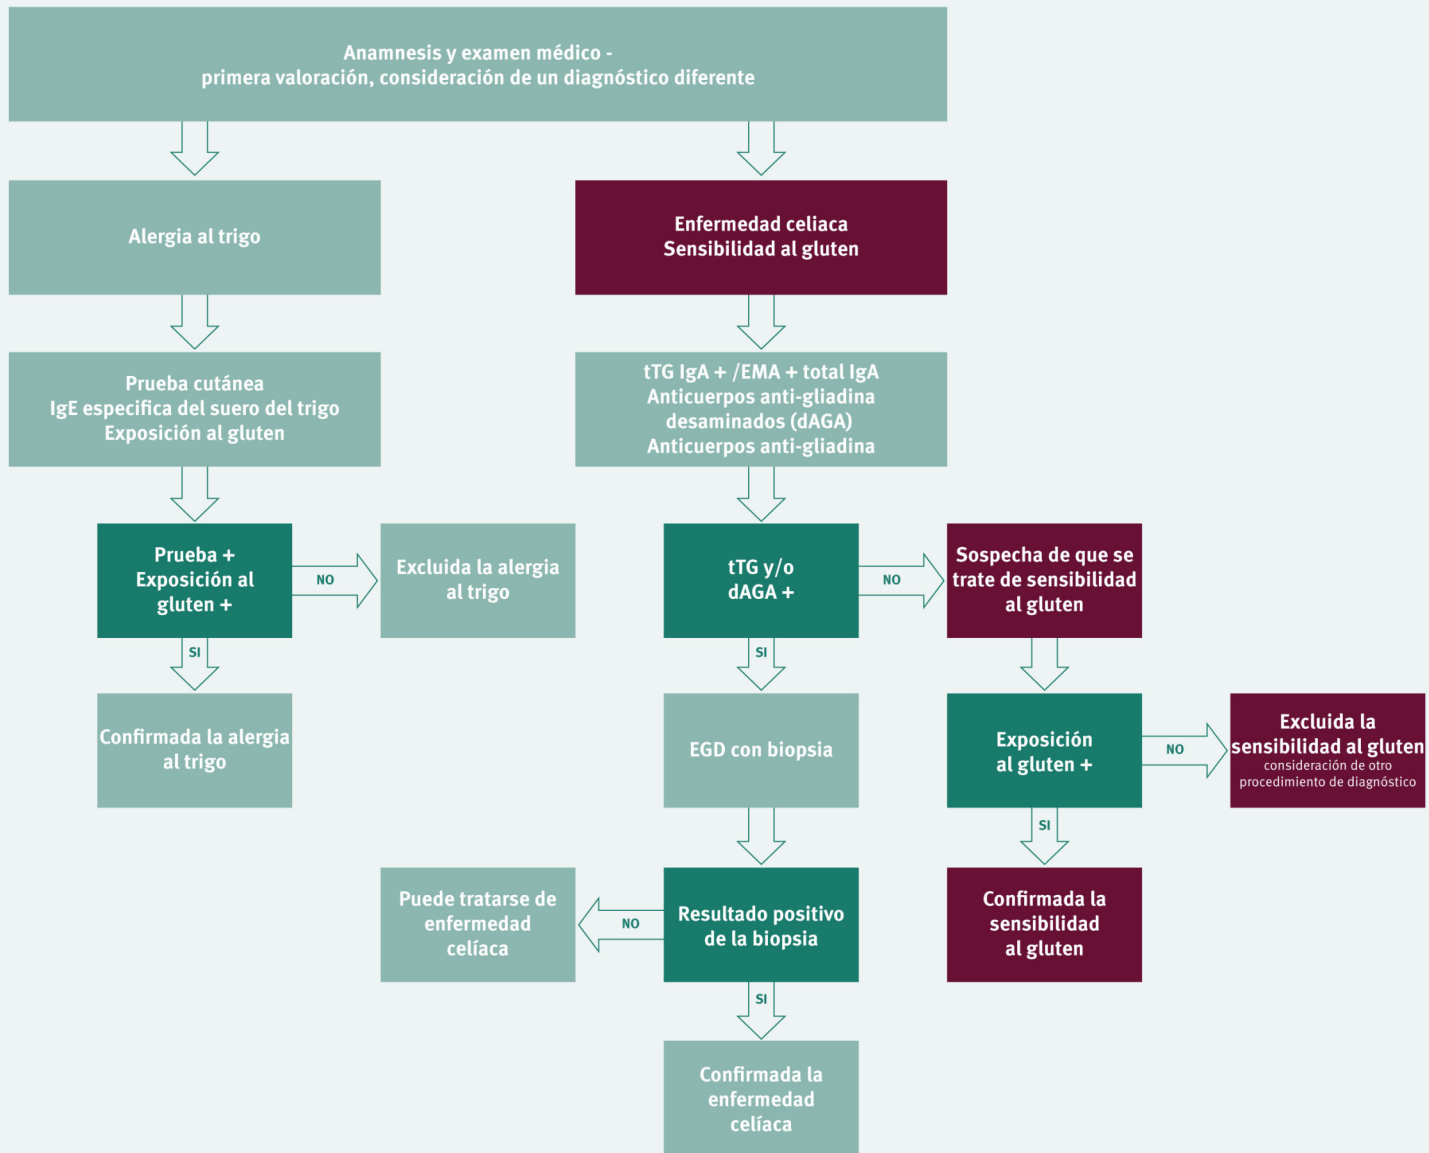 Anamnesis y examen médico -
primera valoración, consideración de un diagnóstico diferente
Alergia al trigo
Enfermedad celiaca
Sensibilidad al gluten
Prueba cutánea
IgE especifica del suero del trigo
Exposición al gluten
tTG IgA + /EMA + total IgA
Anticuerpos anti-gliadina
desaminados (dAGA)
Anticuerpos anti-gliadina
Prueba +
Exposición al
gluten +
NO
Excluida la alergia
al trigo
tTG y/o
dAGA +
NO
Sospecha de que se
trate de sensibilidad
al gluten
SI
SI
Confirmada la alergia
al trigo
EGD con biopsia
Exposición
al gluten +
NO
Excluida la
sensibilidad al gluten
consideración de otro
procedimiento de diagnóstico
SI
Puede tratarse de
enfermedad
celíaca
NO
Resultado positivo
de la biopsia
Confirmada la
sensibilidad
al gluten
SI
Confirmada la
enfermedad
celíaca